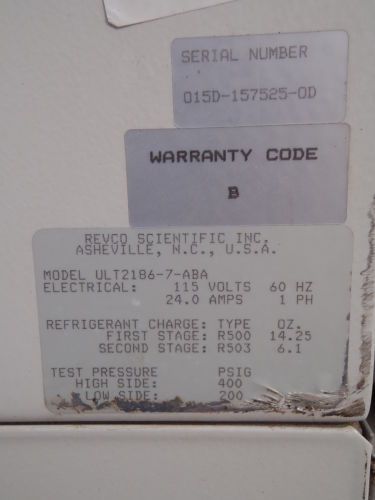 SERIAL NUMBER
015D-157525-OD
WARRANTY CODE
B
REVCO SCIENTIFIC INC.
ASHEVILLE, N.C., U.S.A.
MODEL ULT2186-7-ABA
ELECTRICAL: 115 VOLTS 60 HZ
24.0 AMPS 1 PH
REFRIGERANT CHARGE: TYPE OZ.
FIRST STAGE: R500 14.25
SECOND STAGE: R503 6.1
TEST PRESSURE PSIG
HIGH SIDE: 400
LOW SIDE: 200